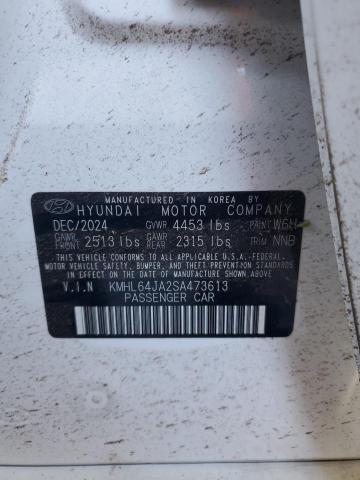 MANUFACTURED IN KOREA BY
HYUNDAI MOTOR COMPANY
DEC/2024 GVWR 4453 lbs PAINT W6H
GAWR FRONT 2513 lbs GAWR REAR 2315 lbs TRIM NNB
THIS VEHICLE CONFORMS TO ALL APPLICABLE U.S.A. FEDERAL
MOTOR VEHICLE SAFETY, BUMPER, AND THEFT PREVENTION STANDARDS
IN EFFECT ON THE DATE OF MANUFACTURE SHOWN ABOVE.
V.I.N KMHL64JA2SA473613
PASSENGER CAR